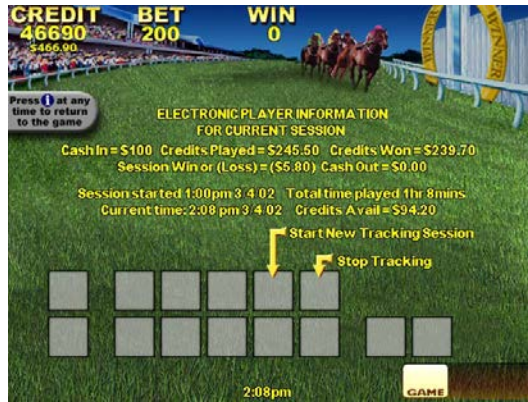 CREDIT BET WIN
46690 200 0
$466.90
WINNER WINNER
Press i at any
time to return
to the game
ELECTRONIC PLAYER INFORMATION
FOR CURRENT SESSION
Cash In = $100 Credits Played = $245.50 Credits Won = $239.70
Session Win or (Loss) = ($5.80) Cash Out = $0.00
Session started 1:00pm 3 4 02 Total time played 1hr 8mins
Current time: 2:08 pm 3 4 02 Credits Avail = $94.20
Start New Tracking Session
Stop Tracking
2:08pm
GAME